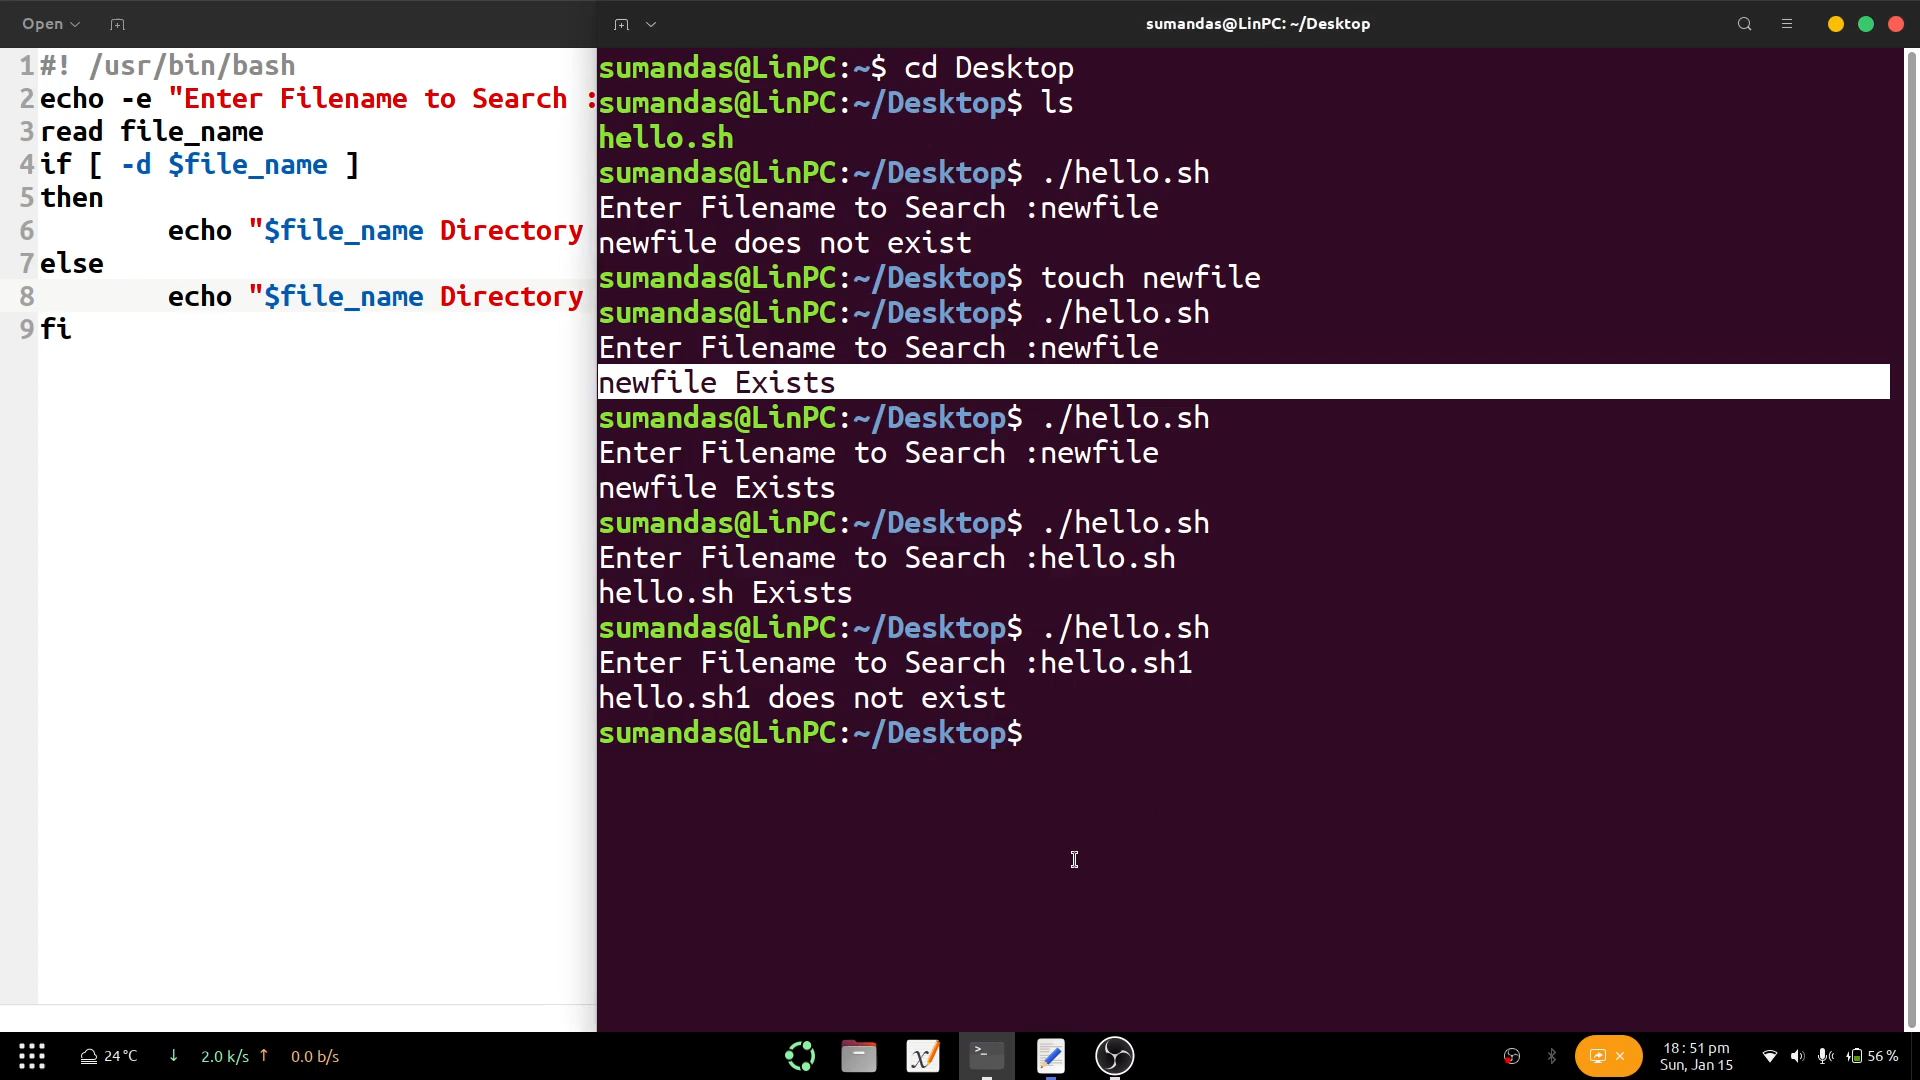 Open
sumandas@LinPC: ~/Desktop
1 #! /usr/bin/bash
2 echo -e "Enter Filename to Search :
3 read file_name
4 if [ -d $file_name ]
5 then
6 echo "$file_name Directory
7 else
8 echo "$file_name Directory
9 fi
sumandas@LinPC:~$ cd Desktop
sumandas@LinPC:~/Desktop$ ls
hello.sh
sumandas@LinPC:~/Desktop$ ./hello.sh
Enter Filename to Search :newfile
newfile does not exist
sumandas@LinPC:~/Desktop$ touch newfile
sumandas@LinPC:~/Desktop$ ./hello.sh
Enter Filename to Search :newfile
newfile Exists
sumandas@LinPC:~/Desktop$ ./hello.sh
Enter Filename to Search :newfile
newfile Exists
sumandas@LinPC:~/Desktop$ ./hello.sh
Enter Filename to Search :hello.sh
hello.sh Exists
sumandas@LinPC:~/Desktop$ ./hello.sh
Enter Filename to Search :hello.sh1
hello.sh1 does not exist
sumandas@LinPC:~/Desktop$
24°C ↓ 2.0 k/s ↑ 0.0 b/s
18:51 pm
Sun, Jan 15
56 %